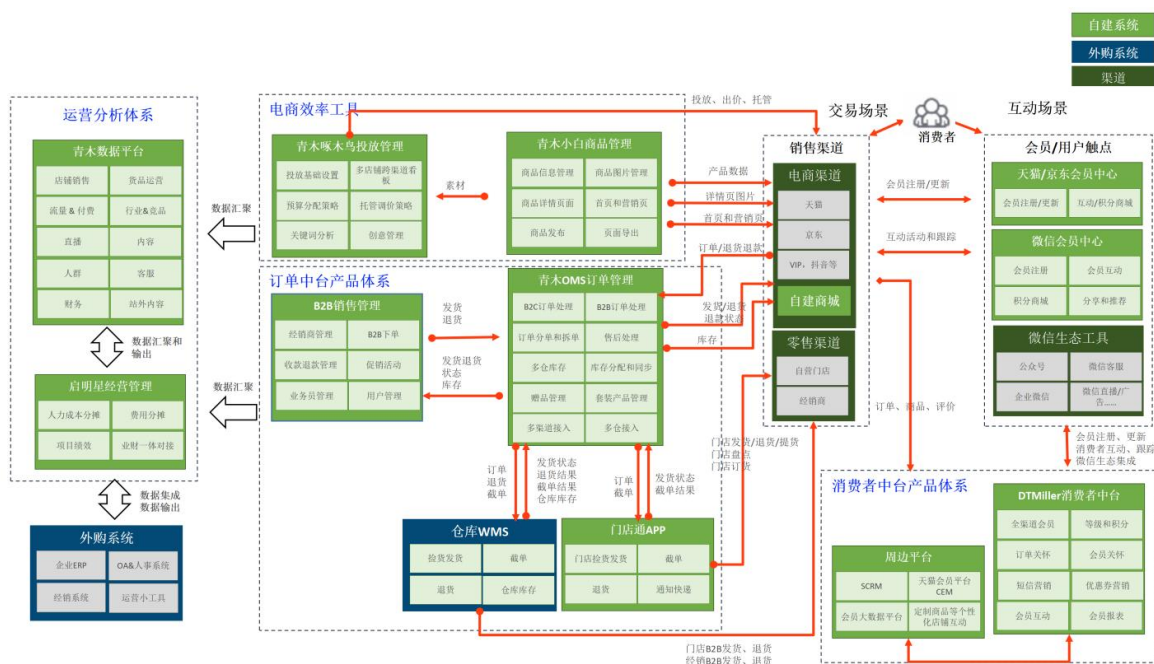 自建系统
外购系统
渠道
运营分析体系
青木数据平台
店铺销售
货品运营
流量 & 付费
行业&竞品
直播
内容
人群
客服
财务
站外内容
数据汇聚和
输出
启明星经营管理
人力成本分摊
费用分摊
项目绩效
业财一体对接
数据集成
数据输出
外购系统
企业ERP
OA&人事系统
经销系统
运营小工具
数据汇聚
数据汇聚
电商效率工具
青木啄木鸟投放管理
投放基础设置
多店铺跨渠道看
板
预算分配策略
托管调价策略
关键词分析
创意管理
素材
青木小白商品管理
商品信息管理
商品图片管理
商品详情页面
首页和营销页
商品发布
页面导出
投放、出价、托管
产品数据
详情页图片
首页和营销页
订单/退货退款
发货/退货
退款状态
库存
订单中台产品体系
B2B销售管理
经销商管理
B2B下单
收款退款管理
促销活动
业务员管理
用户管理
发货
退货
发货退货
状态
库存
青木OMS订单管理
B2C订单处理
B2B订单处理
订单分单和拆单
售后处理
多仓库存
库存分配和同步
赠品管理
套装产品管理
多渠道接入
多仓接入
订单
退货
截单
发货状态
退货结果
截单结果
仓库库存
订单
截单
发货状态
截单结果
仓库WMS
捡货发货
截单
退货
仓库库存
门店通APP
门店捡货发货
截单
退货
通知快递
门店发货/退货/提货
门店盘点
门店订货
门店B2B发货、退货
经销B2B发货、退货
交易场景
消费者
互动场景
销售渠道
电商渠道
天猫
京东
VIP，抖音等
自建商城
零售渠道
自营门店
经销商
会员注册/更新
互动活动和跟踪
订单、商品、评价
会员/用户触点
天猫/京东会员中心
会员注册/更新
互动/积分商城
微信会员中心
会员注册
会员互动
积分商城
分享和推荐
微信生态工具
公众号
微信客服
企业微信
微信直播/广
告......
会员注册、更新
消费者互动、跟踪
微信生态集成
消费者中台产品体系
周边平台
SCRM
天猫会员平台
CEM
会员大数据平台
定制商品等个性
化店铺互动
DTMiller消费者中台
全渠道会员
等级和积分
订单关怀
会员关怀
短信营销
优惠券营销
会员互动
会员报表